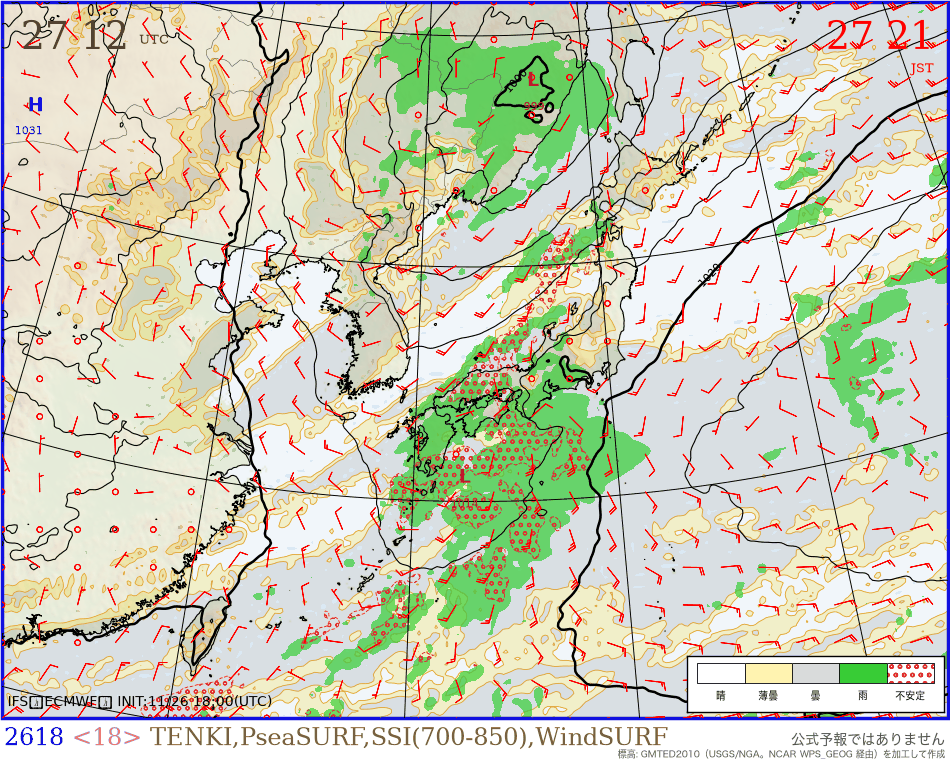 27 12 UTC
27 21
JST
H
1031
1020
L
晴 薄曇 曇 雨 不安定
IFS ECMWF INIT:11/26 18:00(UTC)
2618 <18> TENKI,PseaSURF,SSI(700-850),WindSURF
公式予報ではありません
標高: GMTED2010（USGS/NGA。NCAR WPS_GEOG 経由）を加工して作成